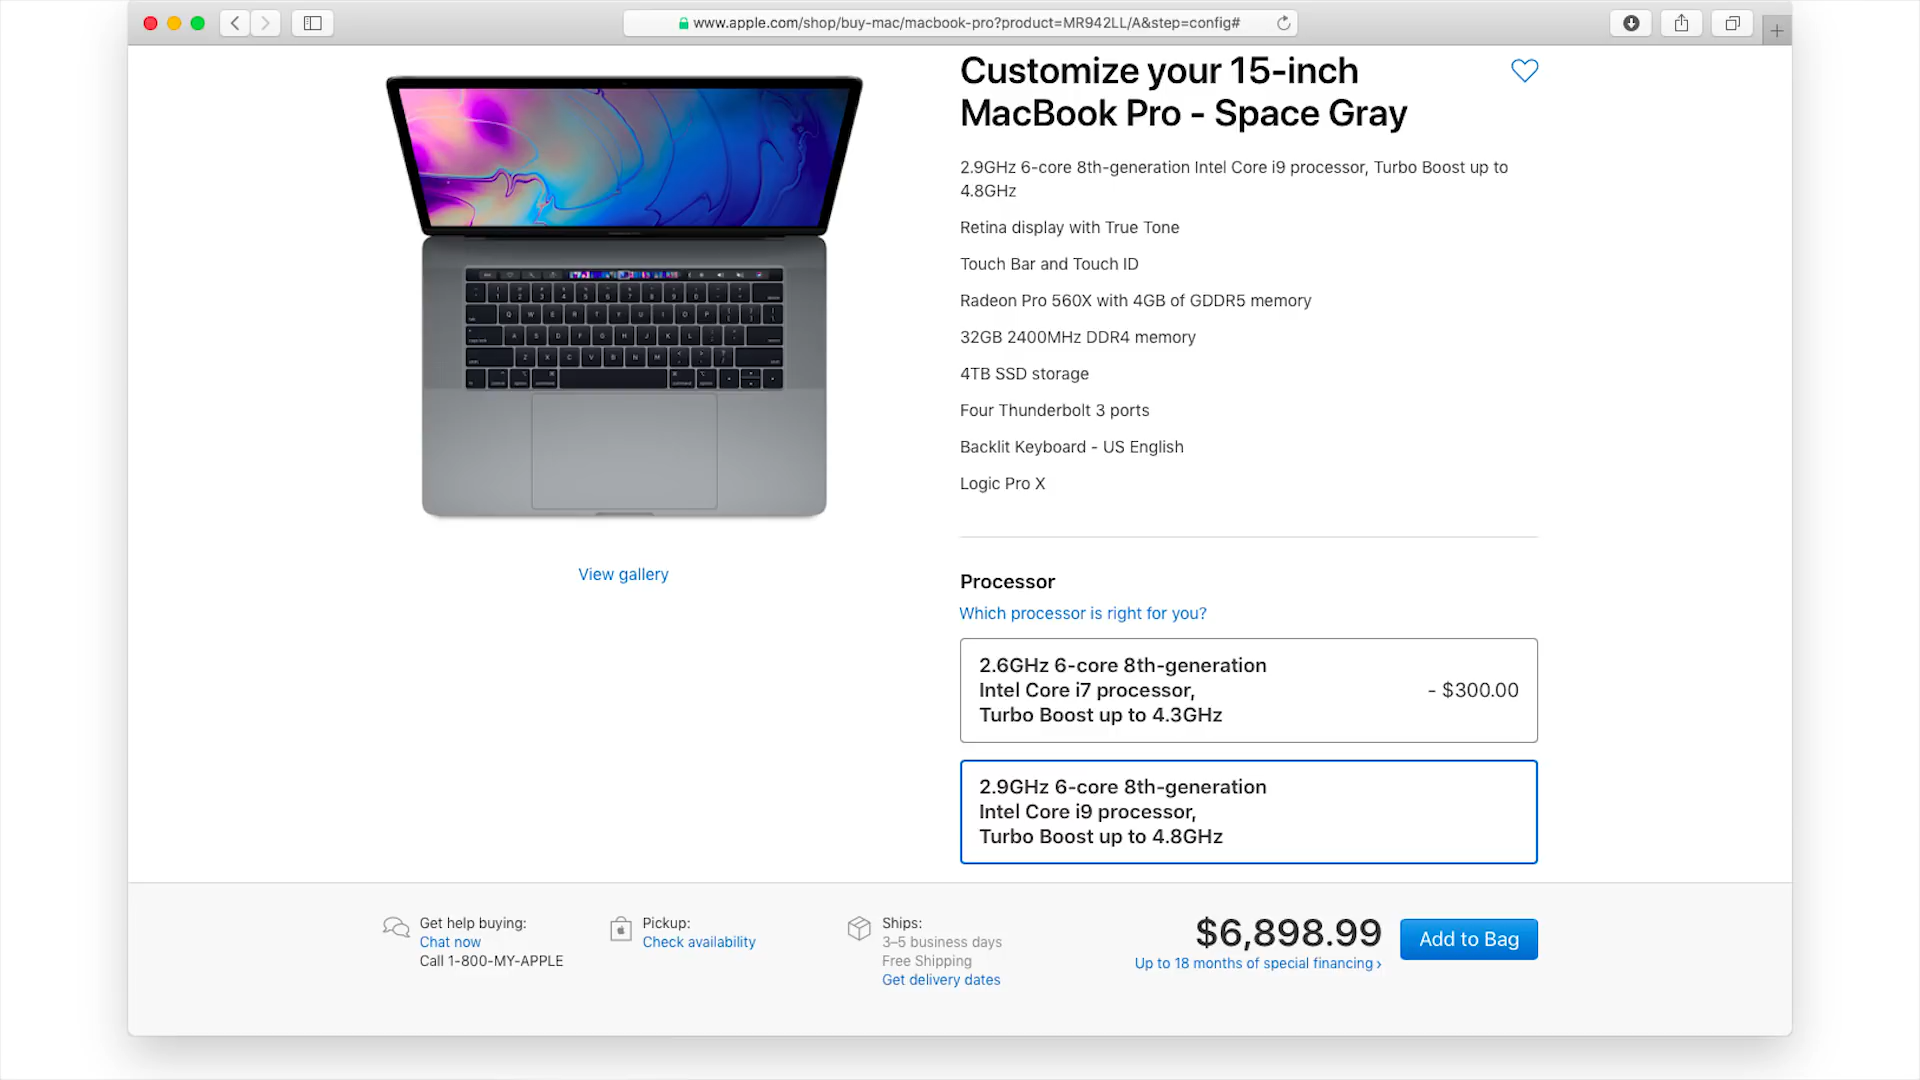 www.apple.com/shop/buy-mac/macbook-pro?product=MR942LL/A&step=config#
Customize your 15-inch
MacBook Pro - Space Gray
2.9GHz 6-core 8th-generation Intel Core i9 processor, Turbo Boost up to
4.8GHz
Retina display with True Tone
Touch Bar and Touch ID
Radeon Pro 560X with 4GB of GDDR5 memory
32GB 2400MHz DDR4 memory
4TB SSD storage
Four Thunderbolt 3 ports
Backlit Keyboard - US English
Logic Pro X
View gallery
Processor
Which processor is right for you?
2.6GHz 6-core 8th-generation
Intel Core i7 processor,
Turbo Boost up to 4.3GHz
- $300.00
2.9GHz 6-core 8th-generation
Intel Core i9 processor,
Turbo Boost up to 4.8GHz
Get help buying:
Chat now
Call 1-800-MY-APPLE
Pickup:
Check availability
Ships:
3–5 business days
Free Shipping
Get delivery dates
$6,898.99
Up to 18 months of special financing ›
Add to Bag